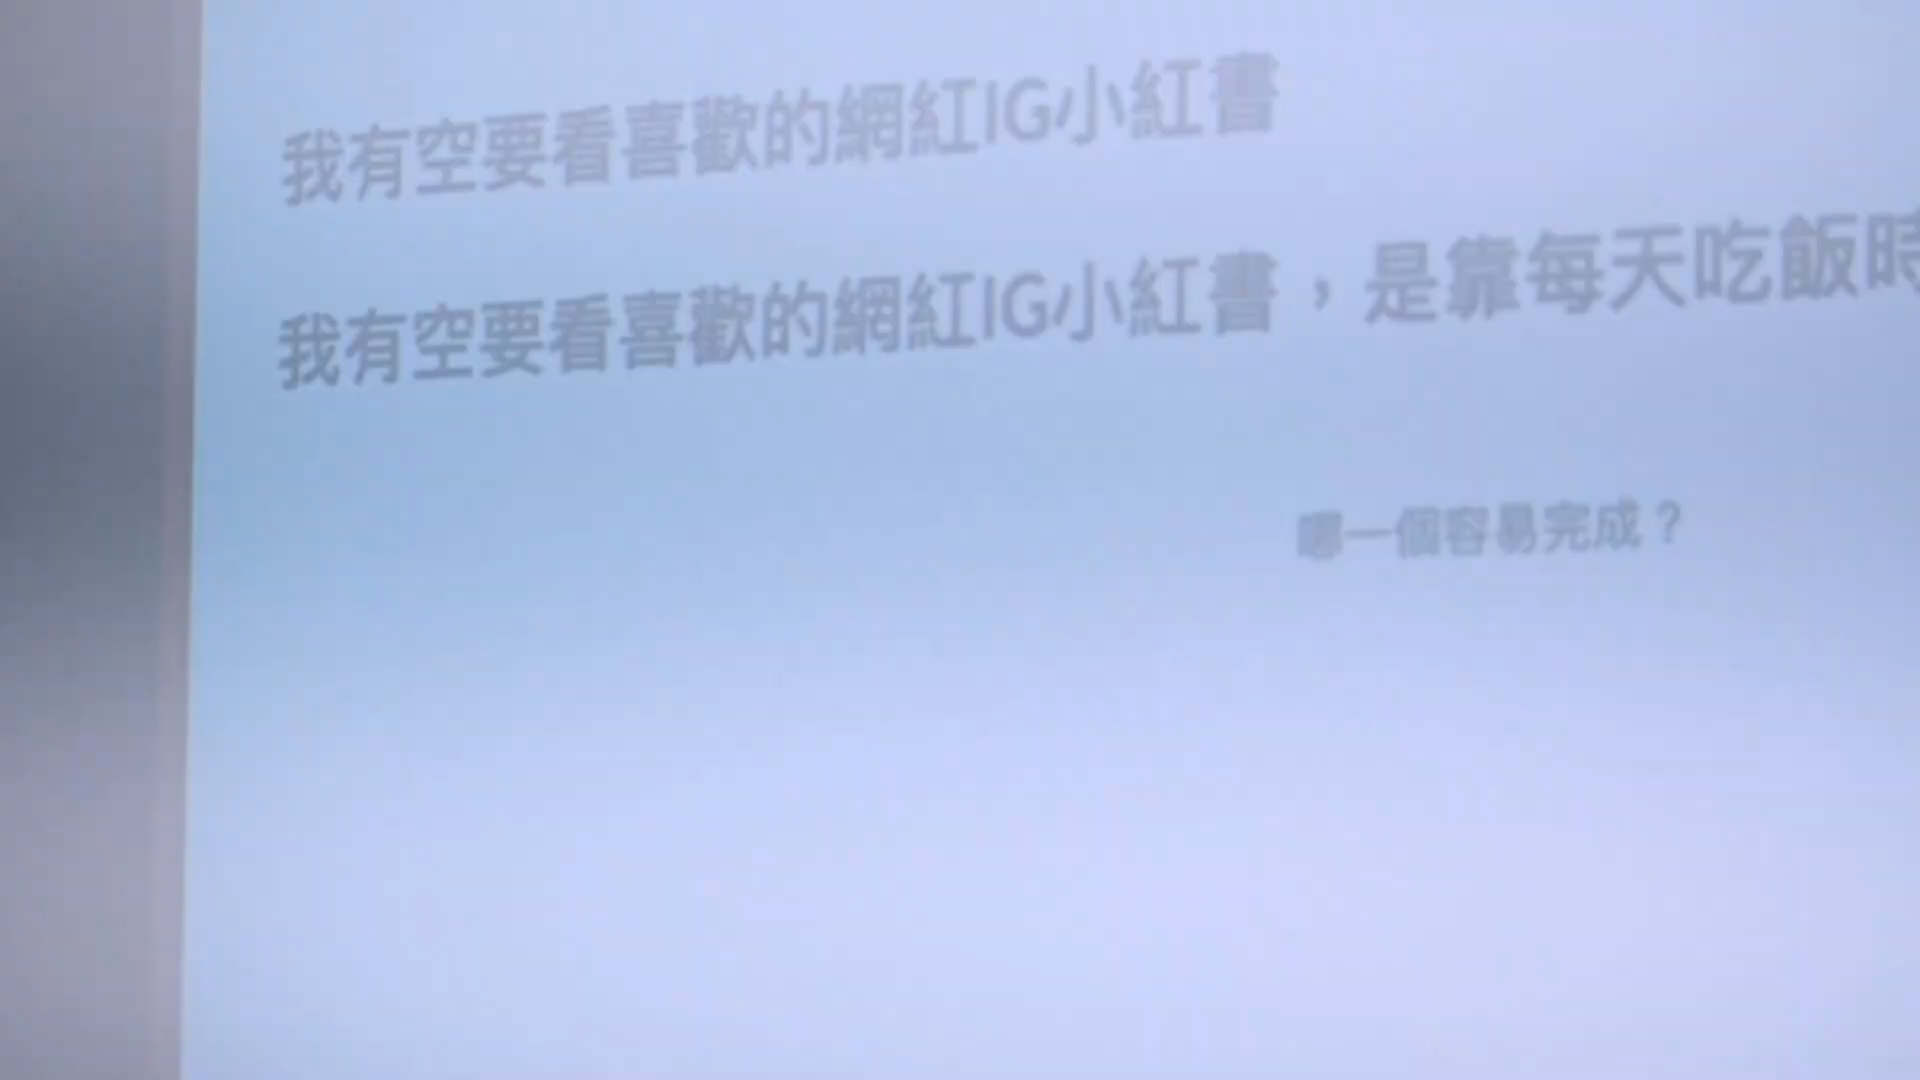 我有空要看喜歡的網紅IG小紅書
我有空要看喜歡的網紅IG小紅書，是靠每天吃飯時
哪一個容易完成？